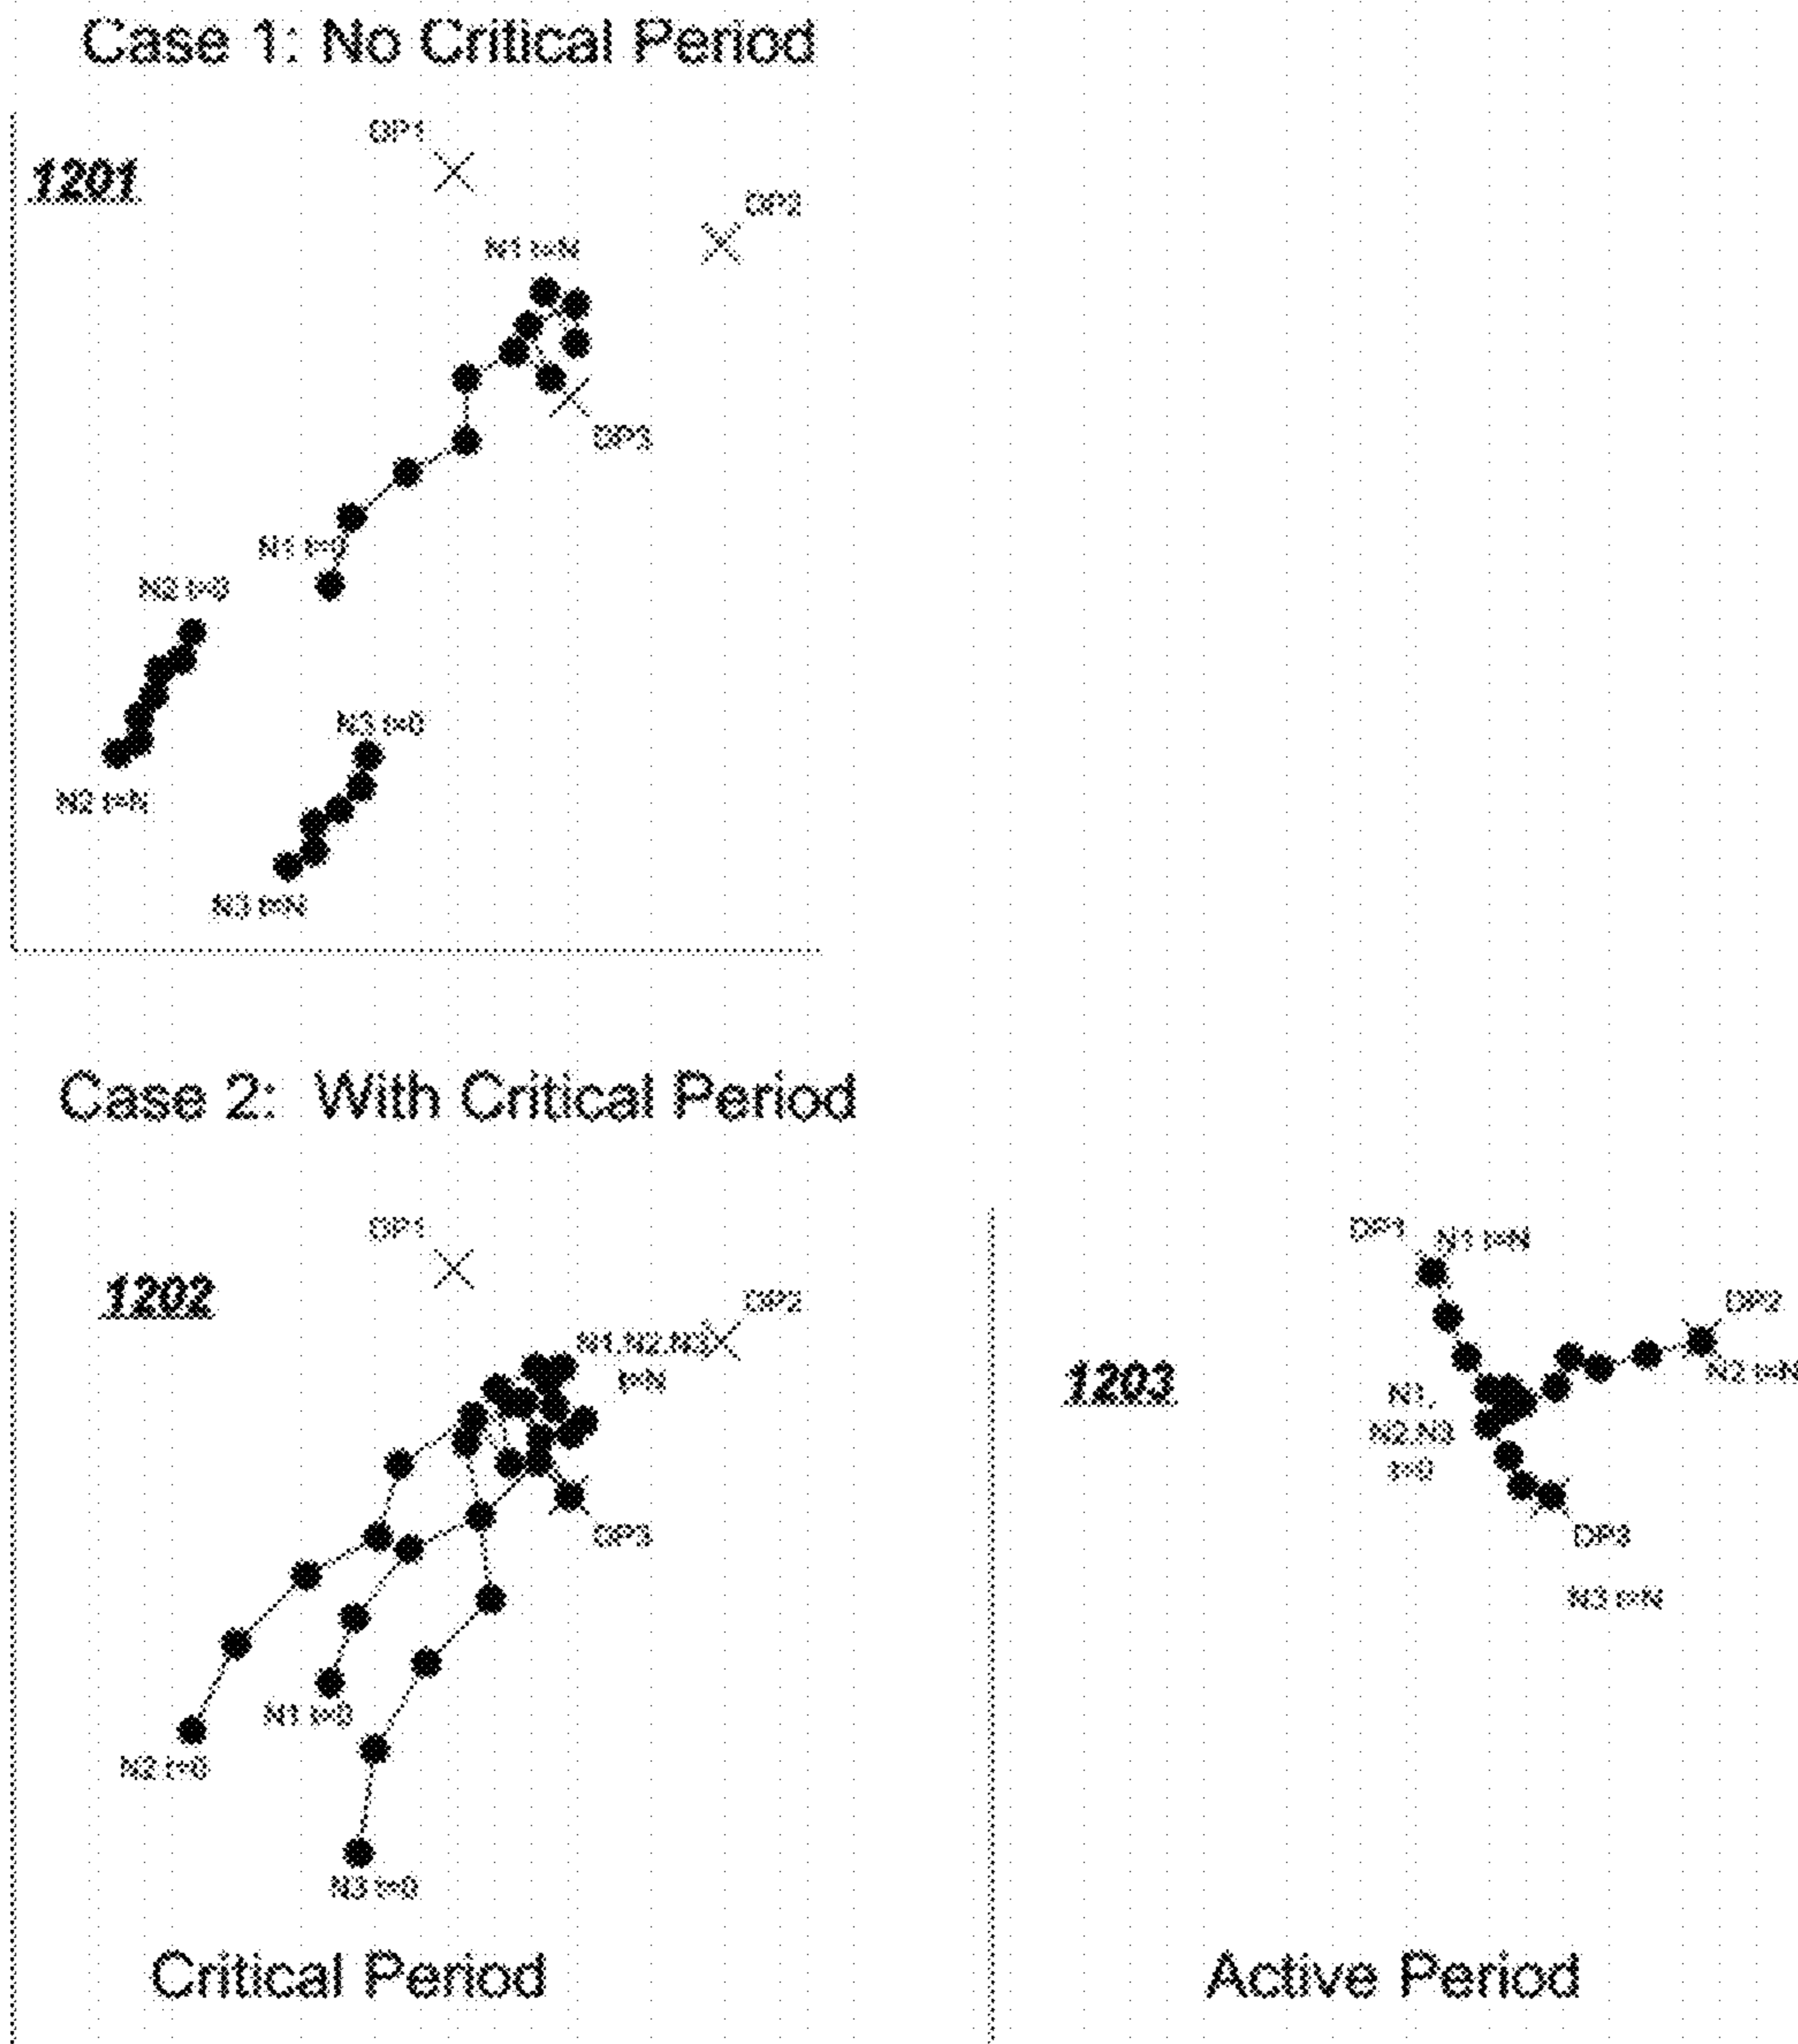 Case 1: No Critical Period
1201
DP1
DP2
N1 t=N
DP3
N1 t=0
N2 t=0
N3 t=0
N2 t=N
N3 t=N
Case 2: With Critical Period
1202
DP1
DP2
N1,N2,N3
t=N
DP3
N1 t=0
N2 t=0
N3 t=0
Critical Period
1203
DP1
N1 t=N
DP2
N2 t=N
N1,
N2,N3
t=0
DP3
N3 t=N
Active Period